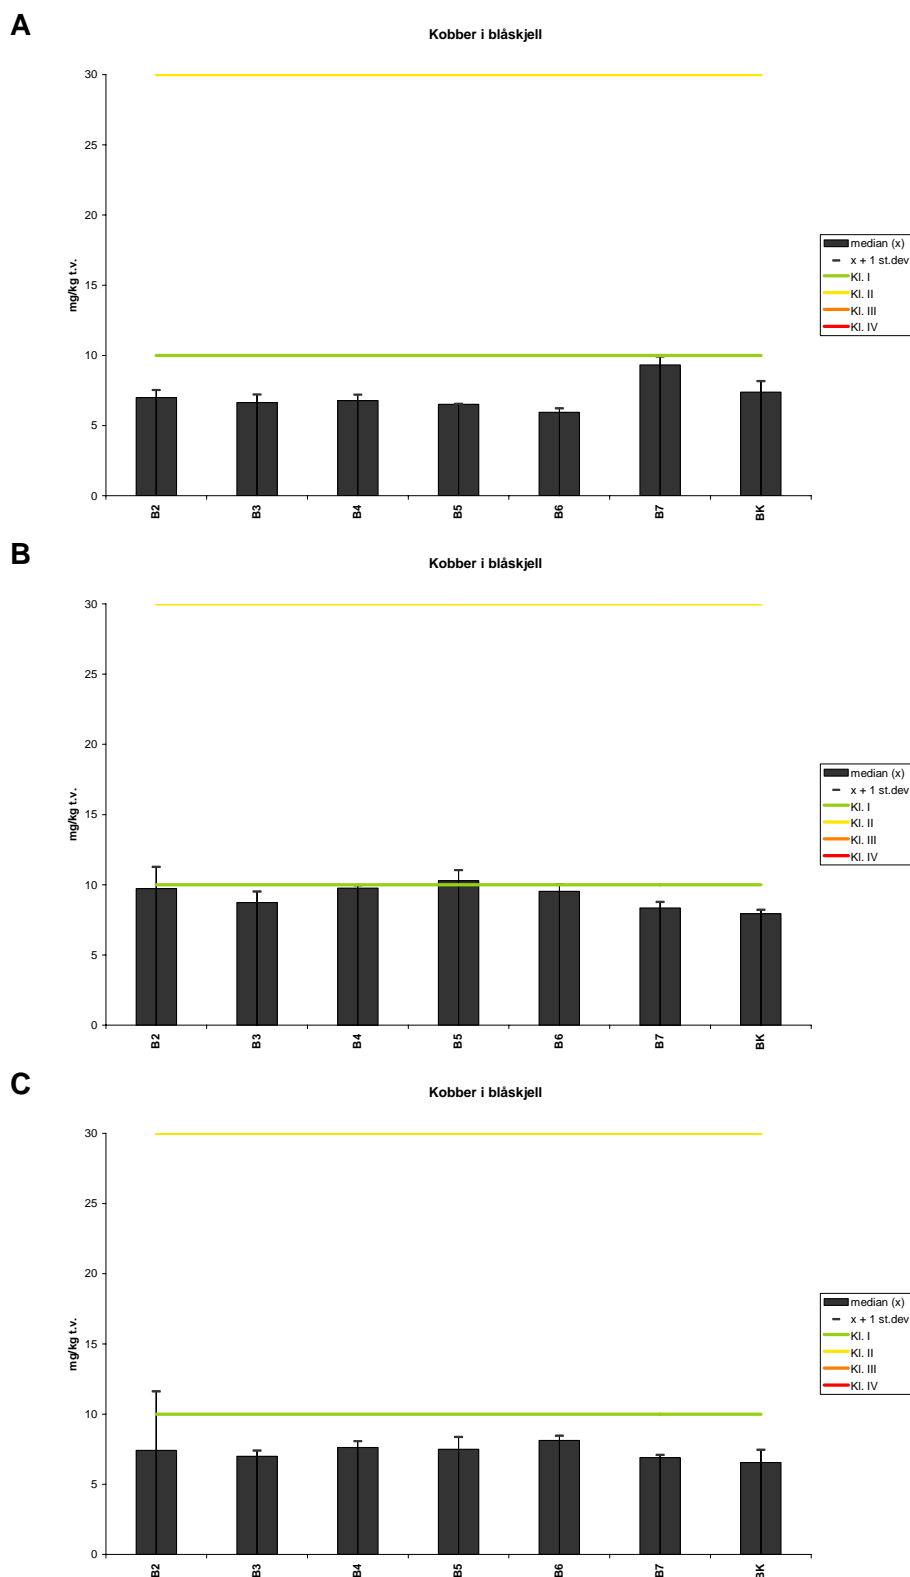 A
Kobber i blåskjell
30
25
20
15
10
5
0
mg/kg t.v.
B2
B3
B4
B5
B6
B7
BK
median (x)
x + 1 st.dev
Kl. I
Kl. II
Kl. III
Kl. IV
B
Kobber i blåskjell
30
25
20
15
10
5
0
mg/kg t.v.
B2
B3
B4
B5
B6
B7
BK
median (x)
x + 1 st.dev
Kl. I
Kl. II
Kl. III
Kl. IV
C
Kobber i blåskjell
30
25
20
15
10
5
0
mg/kg t.v.
B2
B3
B4
B5
B6
B7
BK
median (x)
x + 1 st.dev
Kl. I
Kl. II
Kl. III
Kl. IV